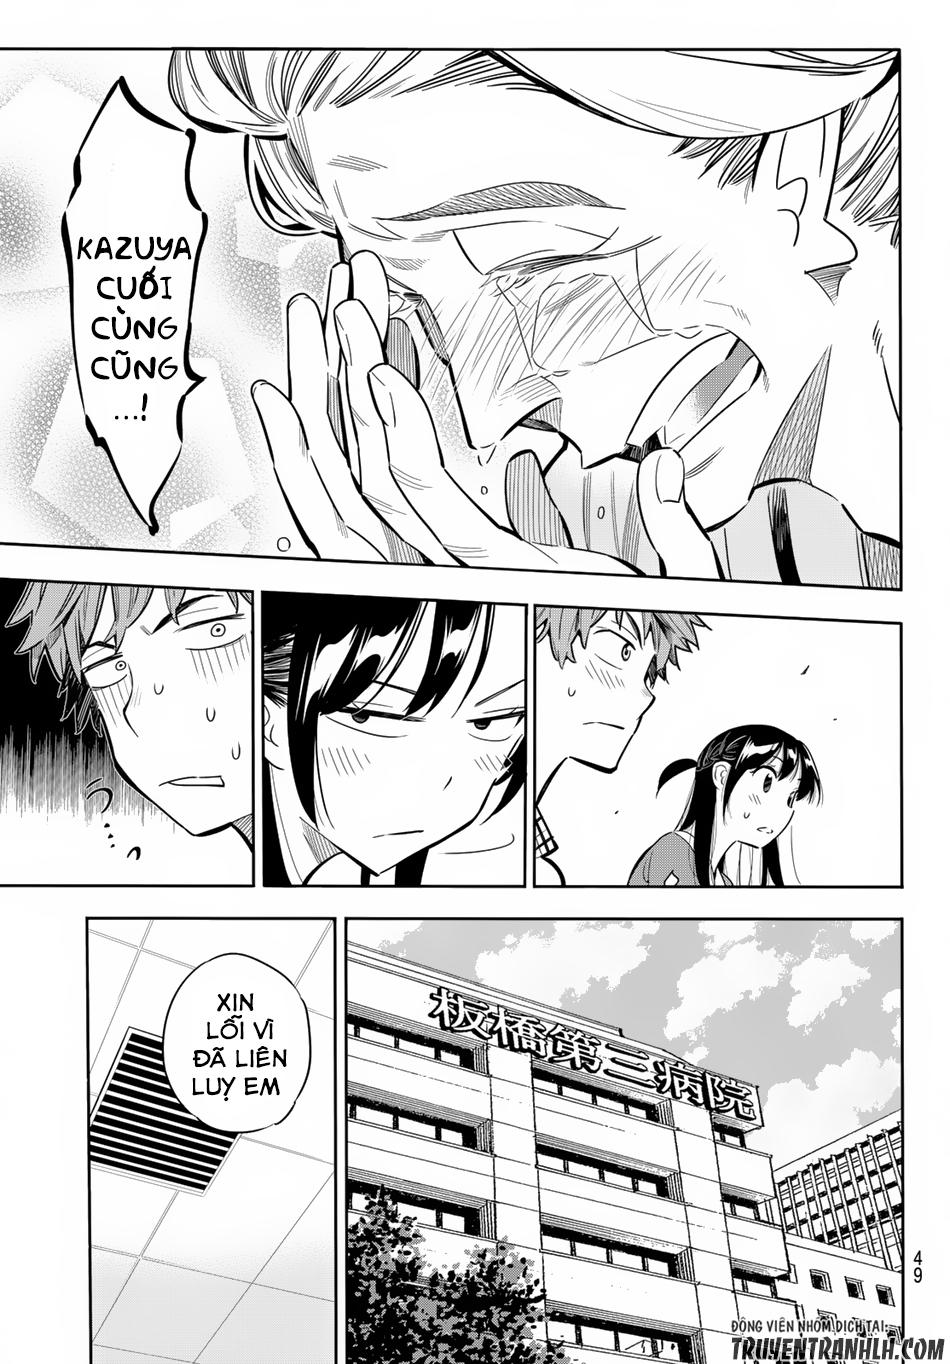 KAZUYA
CUỐI
CÙNG
CŨNG
...!
板橋第三病院
XIN
LỖI VÌ
ĐÃ LIÊN
LUỴ EM
49
ĐỘNG VIÊN NHÓM DỊCH TẠI:
TRUYENTRANHLH.COM